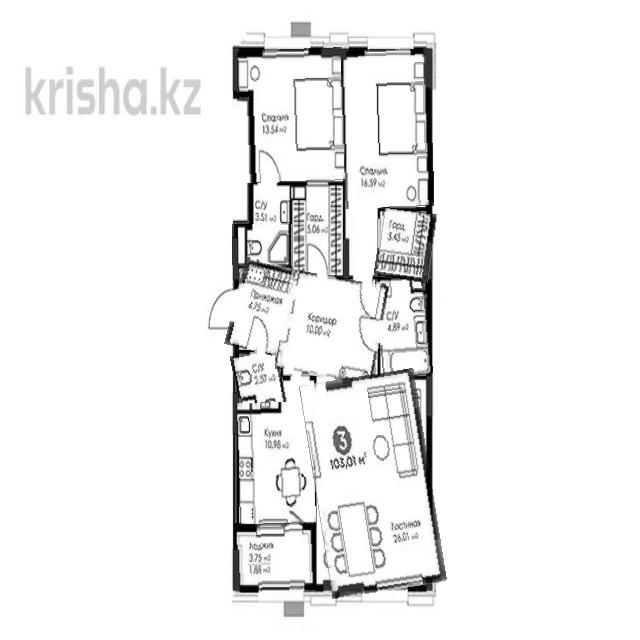 krisha.kz
Спальня
13.54 м2
Спальня
16.59 м2
С/У
3.51 м2
Гард.
5.06 м2
Гард.
3.43 м2
Прихожая
4.75 м2
Коридор
10.00 м2
С/У
4.89 м2
С/У
2.57 м2
Кухня
10.98 м2
3
103,01 м²
Гостиная
26.01 м2
Лоджия
3.75 м2
1.88 м2